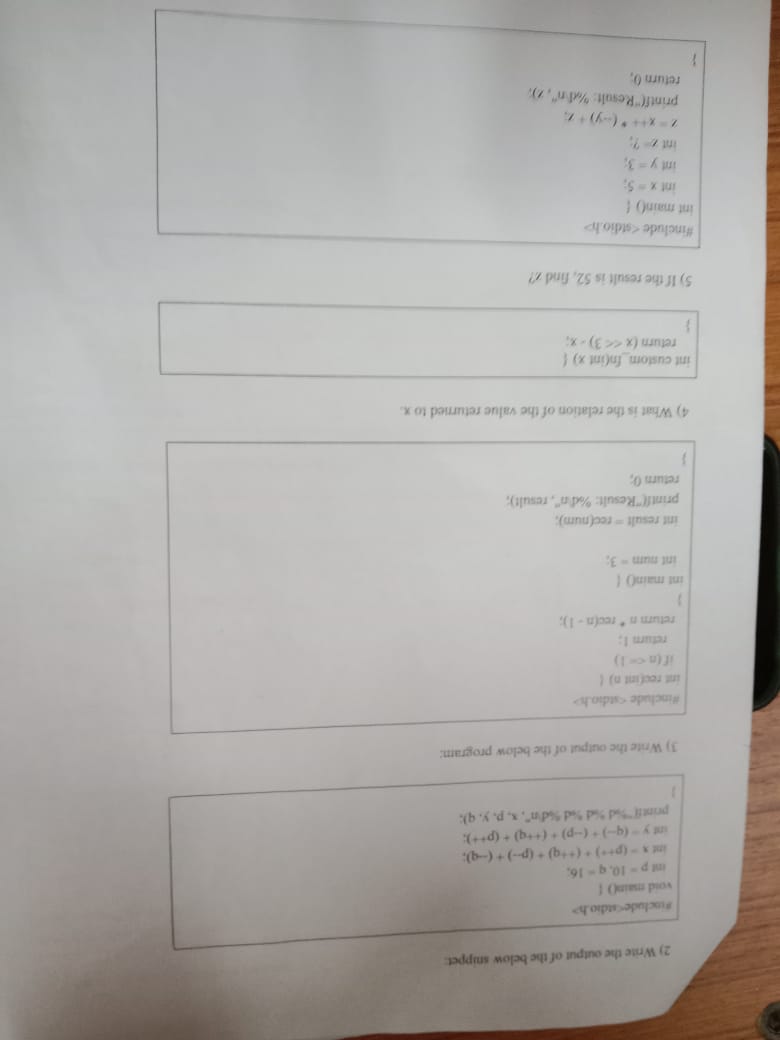 2) Write the output of the below snippet:
#include<stdio.h>
void main() {
int p = 10, q = 16;
int x = (p++) + (++q) + (p--) + (--q);
int y = (q--) + (--p) + (++q) + (p++);
printf("%d %d %d %d\n", x, p, y, q);
}
3) Write the output of the below program:
#include <stdio.h>
int rec(int n) {
if (n <= 1)
return 1;
return n * rec(n - 1);
}
int main() {
int num = 3;
int result = rec(num);
printf("Result: %d\n", result);
return 0;
}
4) What is the relation of the value returned to x.
int custom_fn(int x) {
return (x << 3) - x;
}
5) If the result is 52, find z?
#include <stdio.h>
int main() {
int x = 5;
int y = 3;
int z= ?;
z = x++ * (--y) + z;
printf("Result: %d\n", z);
return 0;
}